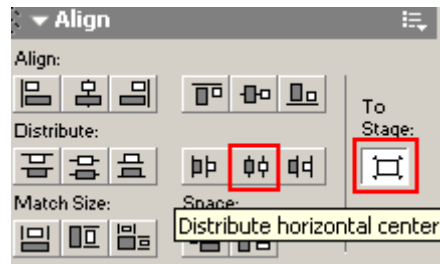 Align
Align:
To
Stage:
Distribute:
Match Size:
Space:
Distribute horizontal center